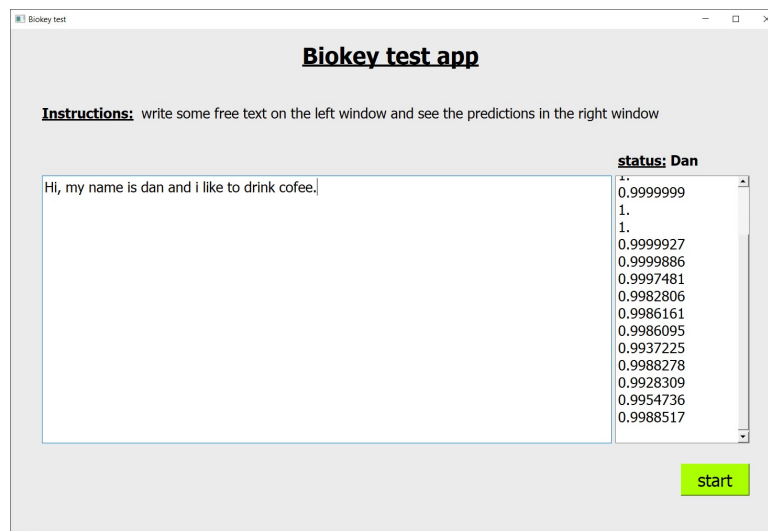 Biokey test
Biokey test app
Instructions: write some free text on the left window and see the predictions in the right window
status: Dan
Hi, my name is dan and i like to drink cofee.
1.
0.9999999
1.
1.
0.9999927
0.9999886
0.9997481
0.9982806
0.9986161
0.9986095
0.9937225
0.9988278
0.9928309
0.9954736
0.9988517
start